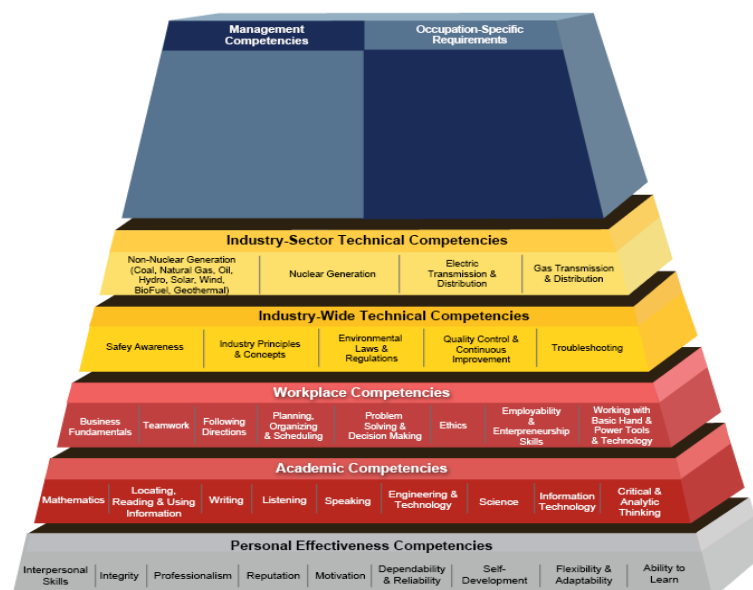 Management
Competencies
Occupation-Specific
Requirements
Industry-Sector Technical Competencies
Non-Nuclear Generation
(Coal, Natural Gas, Oil,
Hydro, Solar, Wind,
BioFuel, Geothermal)
Nuclear Generation
Electric
Transmission &
Distribution
Gas Transmission
& Distribution
Industry-Wide Technical Competencies
Safey Awareness
Industry Principles
& Concepts
Environmental
Laws &
Regulations
Quality Control &
Continuous
Improvement
Troubleshooting
Workplace Competencies
Business
Fundamentals
Teamwork
Following
Directions
Planning,
Organizing
& Scheduling
Problem
Solving &
Decision Making
Ethics
Employability
&
Enterpreneurship
Skills
Working with
Basic Hand &
Power Tools
& Technology
Academic Competencies
Mathematics
Locating,
Reading & Using
Information
Writing
Listening
Speaking
Engineering &
Technology
Science
Information
Technology
Critical &
Analytic
Thinking
Personal Effectiveness Competencies
Interpersonal
Skills
Integrity
Professionalism
Reputation
Motivation
Dependability
& Reliability
Self-
Development
Flexibility &
Adaptability
Ability to
Learn